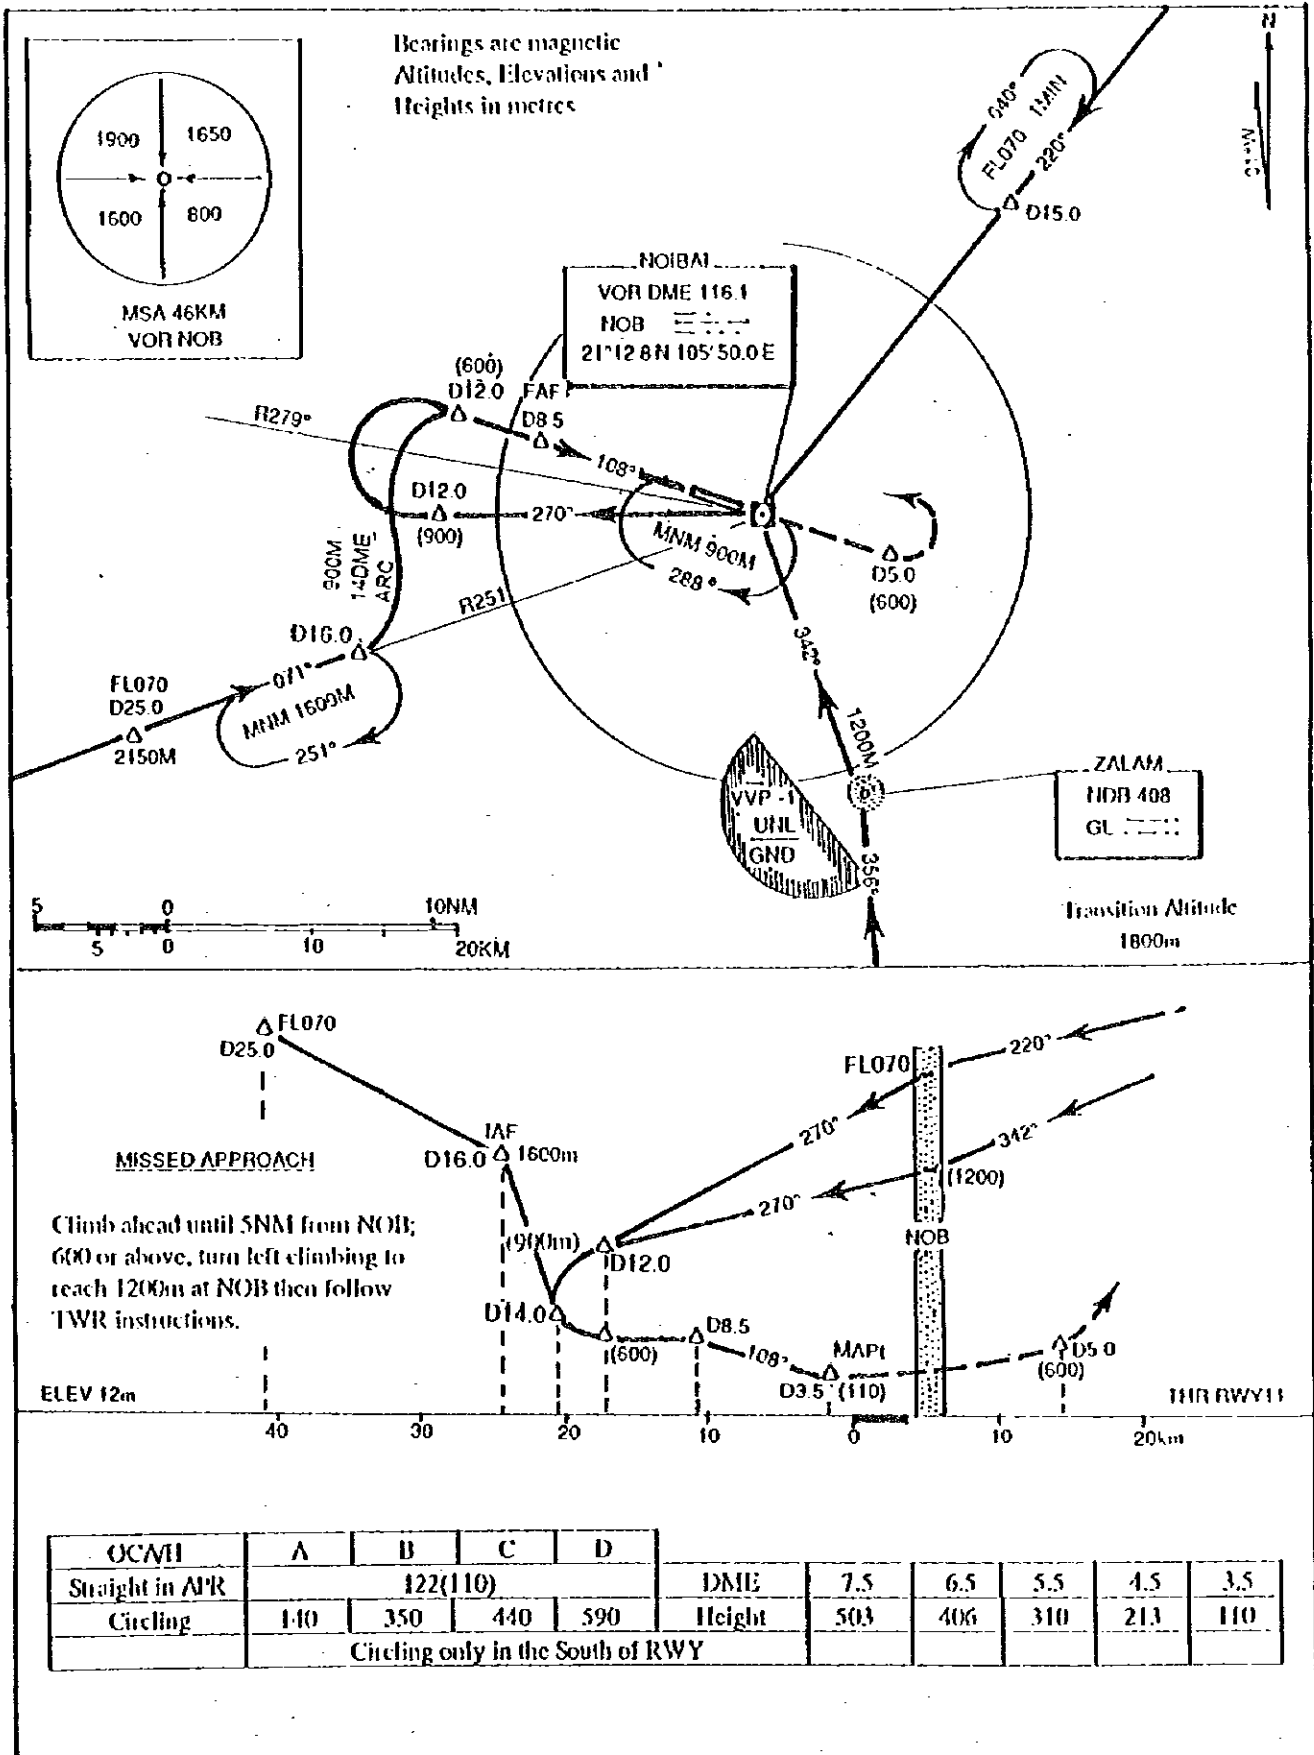 Bearings are magnetic
Altitudes, Elevations and
Heights in metres
N
1900
1650
1600
800
MSA 46KM
VOR NOB
040°
FL070 1MIN
220°
D15.0
NOIBAI
VOR DME 116.1
NOB
21°12 8N 105°50.0 E
(600)
D12.0
FAF
D8 5
R279°
108°
D12.0
(900)
270°
MNM 900M
288°
D5.0
(600)
900M
14DME
ARC
R251
D16.0
FL070
D25.0
2150M
071°
MNM 1600M
251°
342°
1200M
VVP -1
UNL
GND
356°
ZALAM
NDB 408
GL
5 0 10NM
5 0 10 20KM
Transition Altitude
1800m
FL070
D25.0
FL070
220°
270°
342°
IAF
D16.0 1600m
MISSED APPROACH
270°
(1200)
Climb ahead until 5NM from NOB;
600 or above, turn left climbing to
reach 1200m at NOB then follow
TWR instructions.
(900m)
D12.0
NOB
D14.0
(600)
D8.5
108°
MAPt
D3.5 (110)
D5.0
(600)
ELEV 12m
THR RWY11
40 30 20 10 0 10 20km
OCA/H A B C D
Straight in APR 122(110) DME 7.5 6.5 5.5 4.5 3.5
Circling 140 350 440 590 Height 503 406 310 213 110
Circling only in the South of RWY